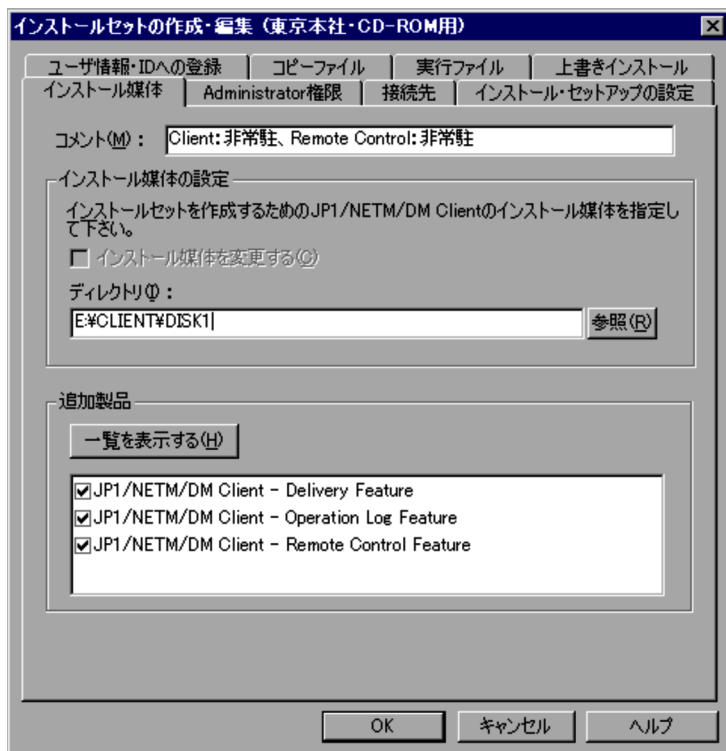 インストールセットの作成・編集（東京本社・CD-ROM用）
ユーザ情報・IDへの登録 コピーファイル 実行ファイル 上書きインストール
インストール媒体 Administrator権限 接続先 インストール・セットアップの設定
コメント(M)： Client：非常駐、Remote Control：非常駐
インストール媒体の設定
インストールセットを作成するためのJP1/NETM/DM Clientのインストール媒体を指定し
て下さい。
インストール媒体を変更する(C)
ディレクトリ(I)：
E:¥CLIENT¥DISK1 参照(R)
追加製品
一覧を表示する(H)
JP1/NETM/DM Client - Delivery Feature
JP1/NETM/DM Client - Operation Log Feature
JP1/NETM/DM Client - Remote Control Feature
OK キャンセル ヘルプ